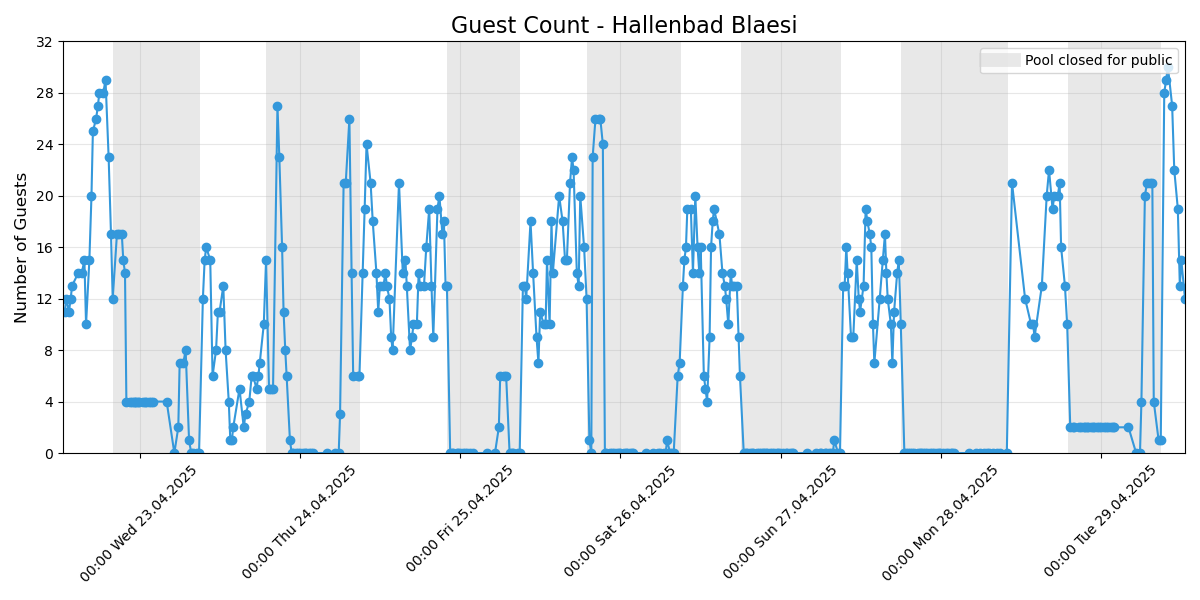 Guest Count - Hallenbad Blaesi
Pool closed for public
Number of Guests
32
28
24
20
16
12
8
4
0
00:00 Wed 23.04.2025
00:00 Thu 24.04.2025
00:00 Fri 25.04.2025
00:00 Sat 26.04.2025
00:00 Sun 27.04.2025
00:00 Mon 28.04.2025
00:00 Tue 29.04.2025